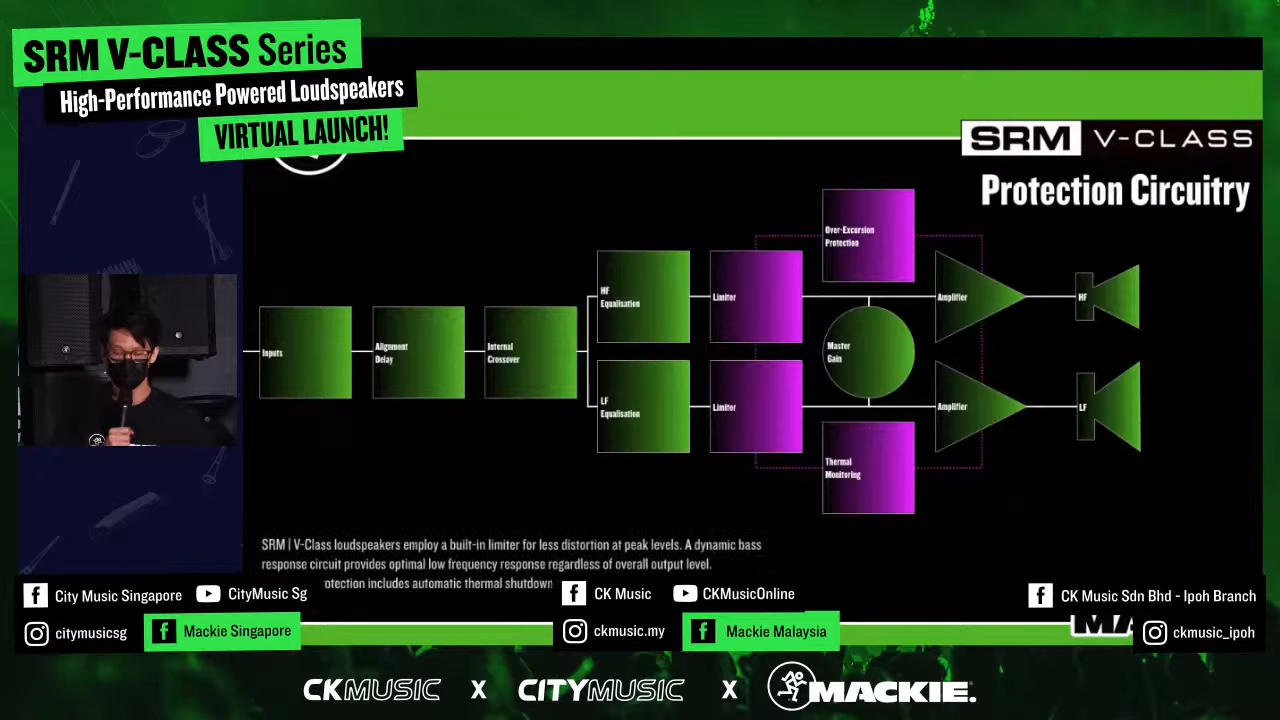 SRM V-CLASS Series
High-Performance Powered Loudspeakers
VIRTUAL LAUNCH!
SRM V-CLASS
Protection Circuitry
Over-Excursion
Protection
HF
Equalisation
Limitor
Amplifier
HF
Inputs
Alignment
Delay
Internal
Crossover
Master
Gain
LF
Equalisation
Limitor
Amplifier
LF
Thermal
Monitoring
SRM | V-Class loudspeakers employ a built-in limiter for less distortion at peak levels. A dynamic bass
response circuit provides optimal low frequency response regardless of overall output level.
otection includes automatic thermal shutdown
City Music Singapore CityMusic Sg CK Music CKMusicOnline CK Music Sdn Bhd - Ipoh Branch
citymusicsg Mackie Singapore ckmusic.my Mackie Malaysia ckmusic_ipoh
CKMUSIC X CITYMUSIC X MACKIE.